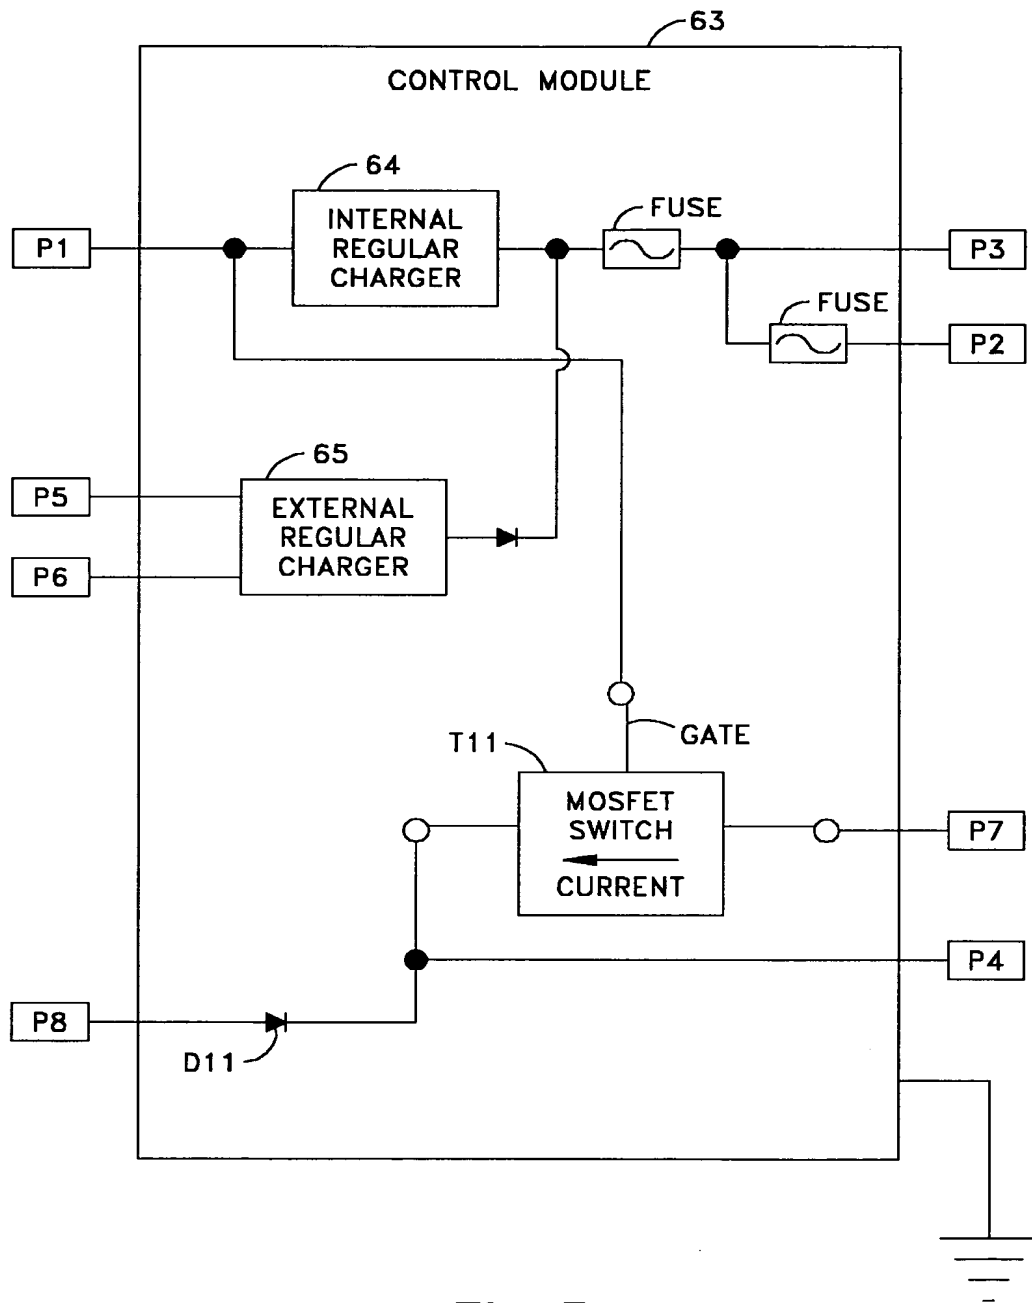 63
CONTROL MODULE
64
INTERNAL
REGULAR
CHARGER
FUSE
P1
P3
FUSE
P2
65
P5
EXTERNAL
REGULAR
CHARGER
P6
GATE
T11
MOSFET
SWITCH
CURRENT
P7
P4
P8
D11